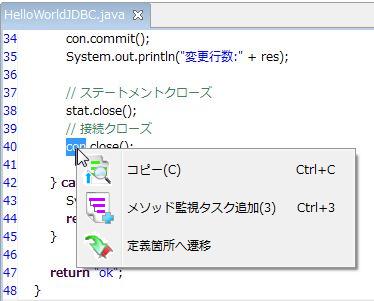 HelloWorldJDBC.java
34 con.commit();
35 System.out.println("変更行数:" + res);
36
37 // ステートメントクローズ
38 stat.close();
39 // 接続クローズ
40 con.close();
41
コピー(C) Ctrl+C
42 } ca
43 Sy
メソッド監視タスク追加(3) Ctrl+3
44 re
45 }
定義箇所へ遷移
46
47 return "ok";
48 }